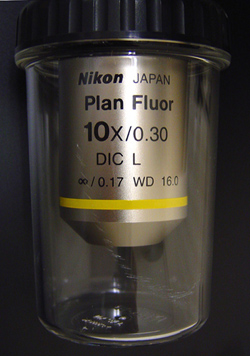 Nikon JAPAN
Plan Fluor
10X/0.30
DIC L
∞/0.17 WD 16.0